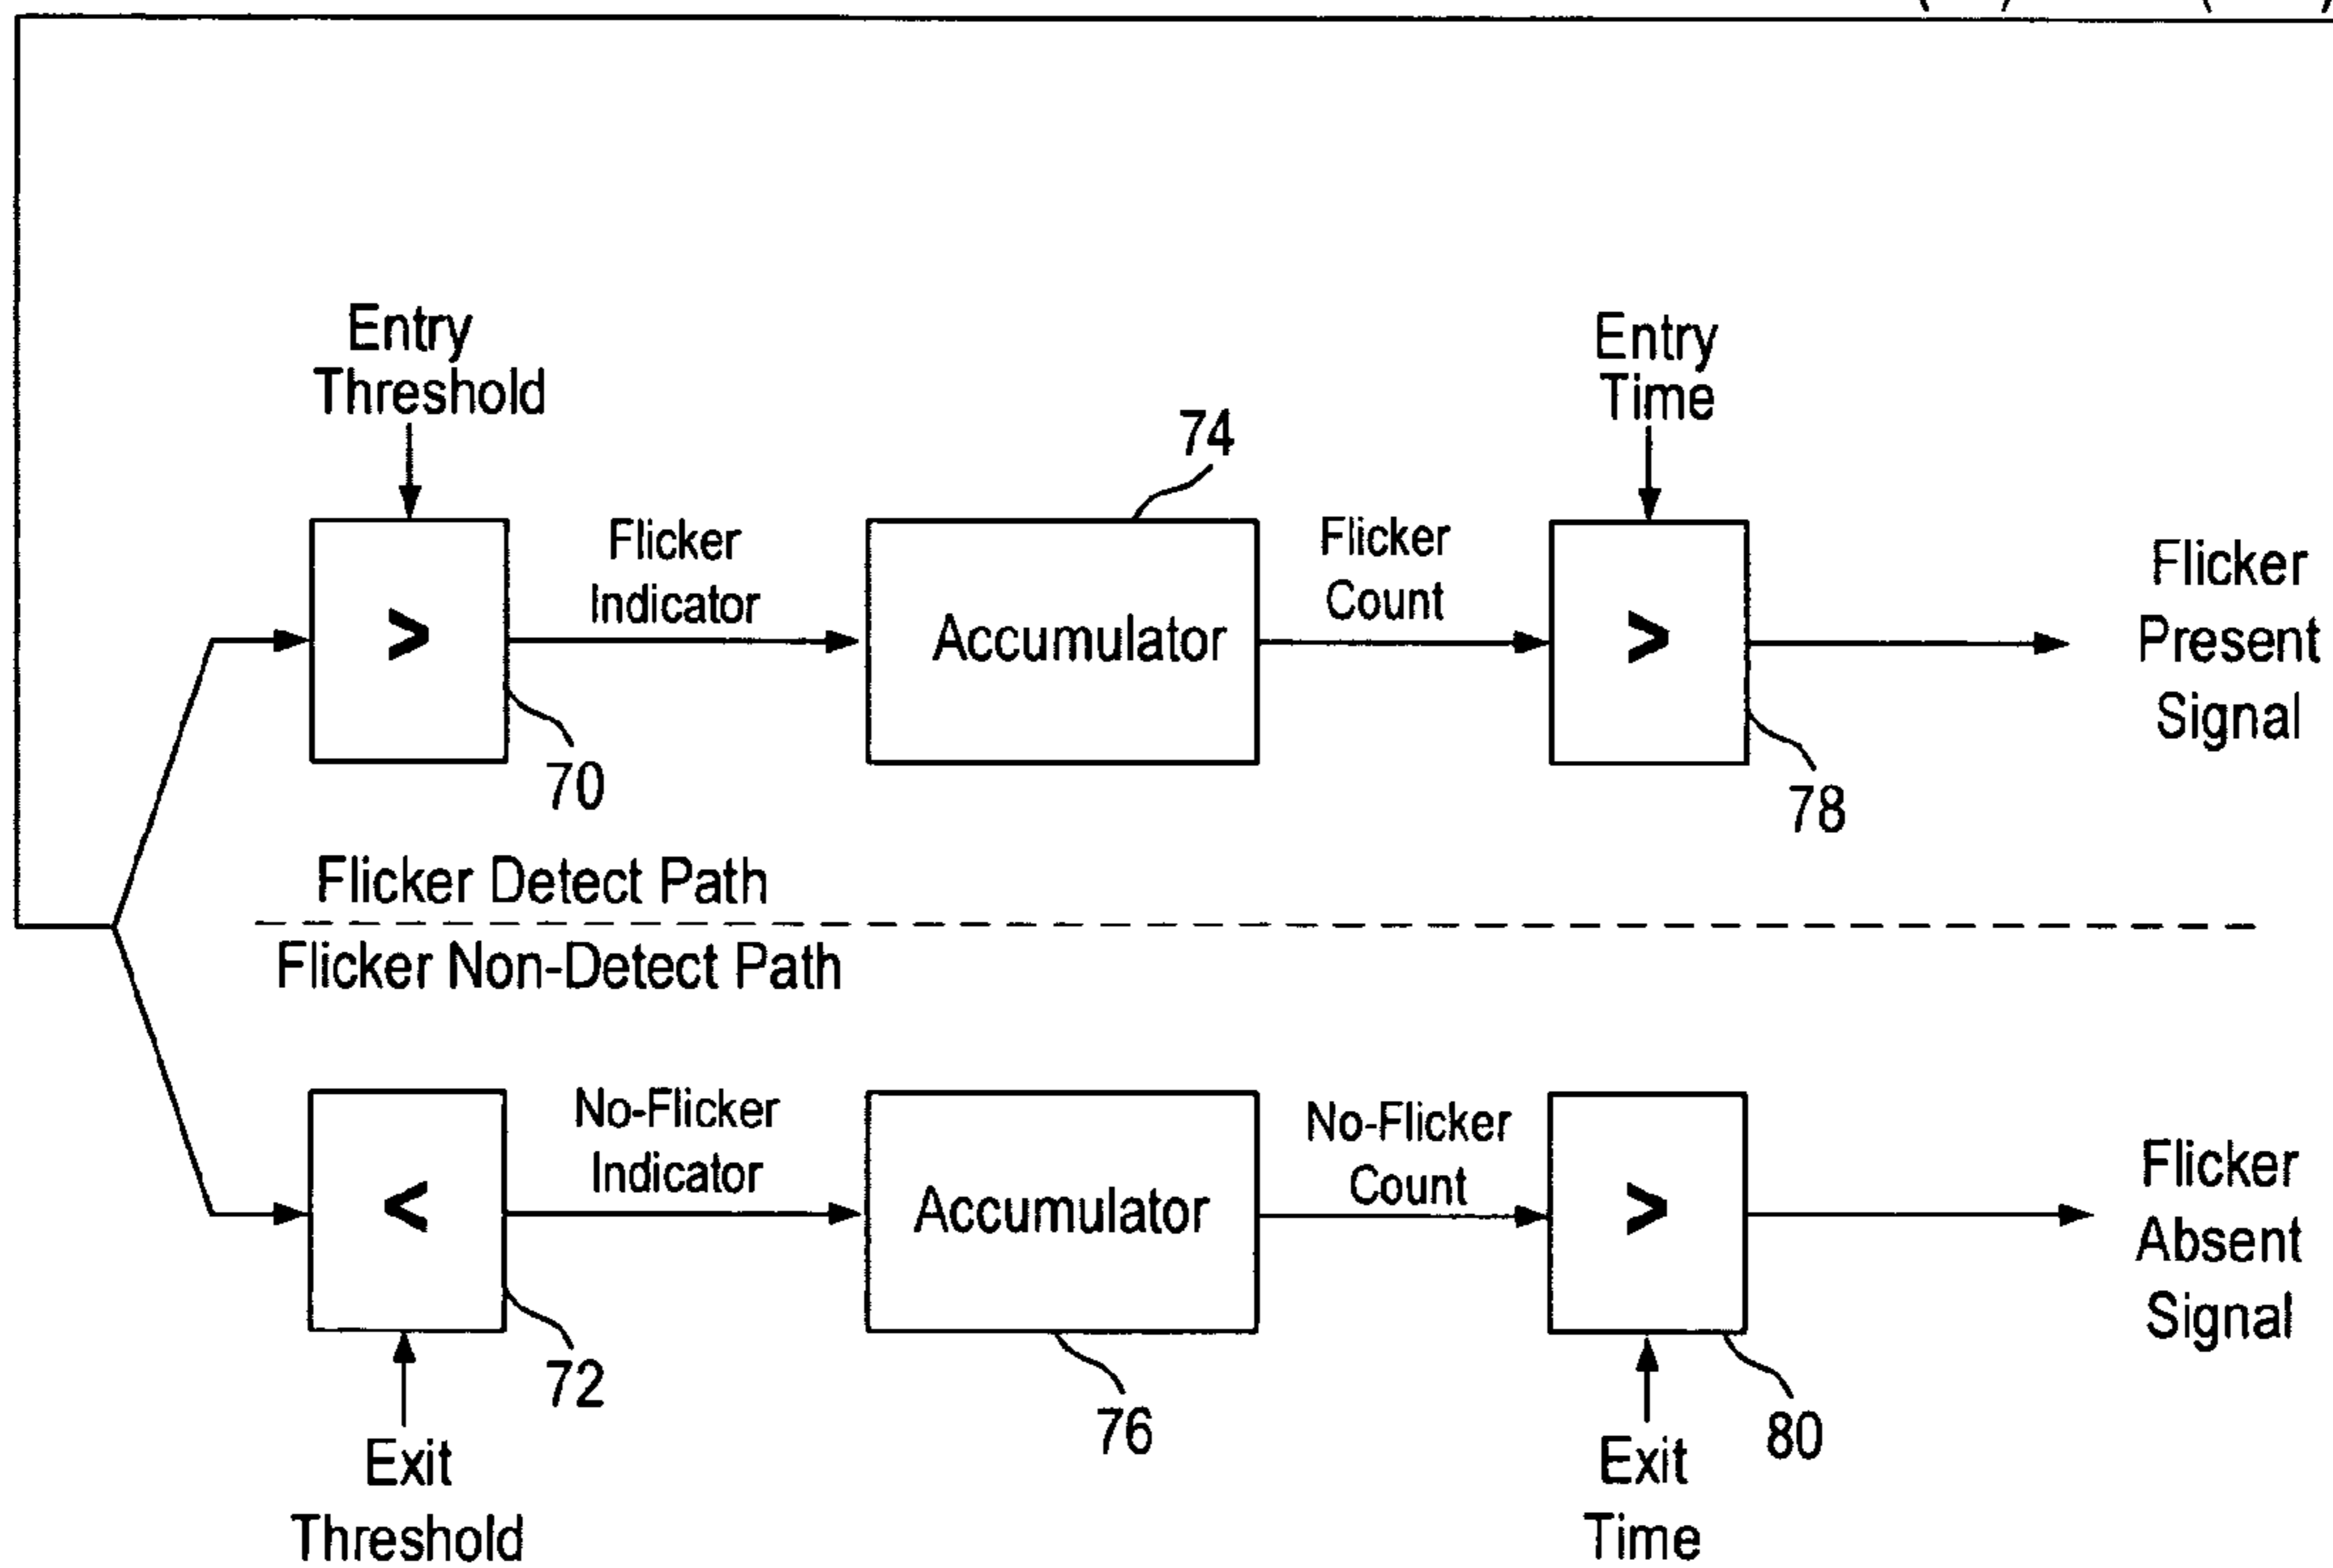 Entry
Threshold
Entry
Time
74
Flicker
Indicator
Flicker
Count
>
Accumulator
>
Flicker
Present
Signal
70
78
Flicker Detect Path
Flicker Non-Detect Path
No-Flicker
Indicator
No-Flicker
Count
<
Accumulator
>
Flicker
Absent
Signal
72
76
80
Exit
Threshold
Exit
Time